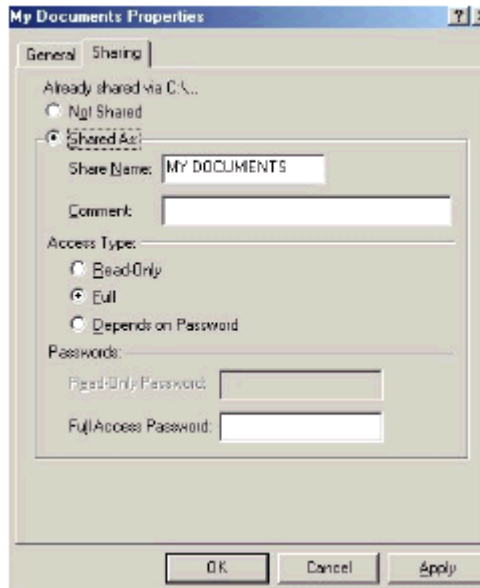 My Documents Properties
General Sharing
Already shared via C:\...
Not Shared
Shared As:
Share Name: MY DOCUMENTS
Comment:
Access Type:
Read-Only
Full
Depends on Password
Passwords:
Read-Only Password:
Full Access Password:
OK Cancel Apply